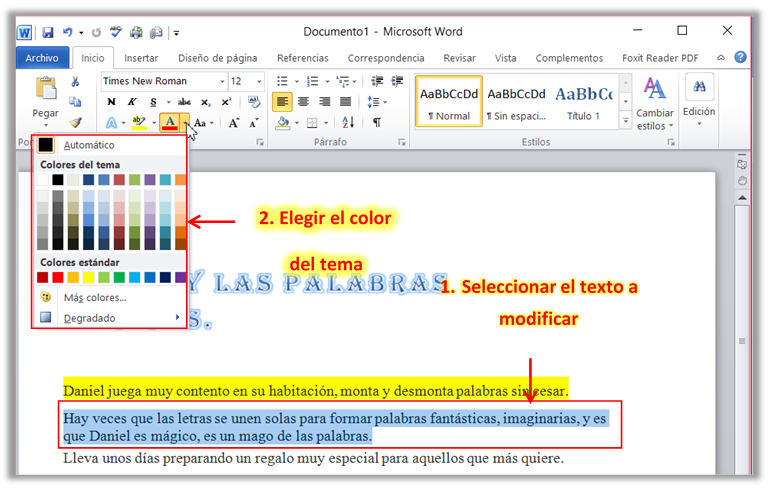 Documento1 - Microsoft Word
Archivo Inicio Insertar Diseño de página Referencias Correspondencia Revisar Vista Complementos Foxit Reader PDF
Times New Roman 12
AaBbCcDd AaBbCcDd AaBbCc
Pegar
N K S abc x₂ x²
¶ Normal ¶ Sin espaci... Título 1
Cambiar estilos
Edición
A ab A Aa A A
Párrafo Estilos
Automático
Colores del tema
Colores estándar
Más colores...
Degradado
2. Elegir el color
del tema
Y LAS PALABRAS
S.
1. Seleccionar el texto a
modificar
Daniel juega muy contento en su habitación, monta y desmonta palabras sin cesar.
Hay veces que las letras se unen solas para formar palabras fantásticas, imaginarias, y es
que Daniel es mágico, es un mago de las palabras.
Lleva unos días preparando un regalo muy especial para aquellos que más quiere.